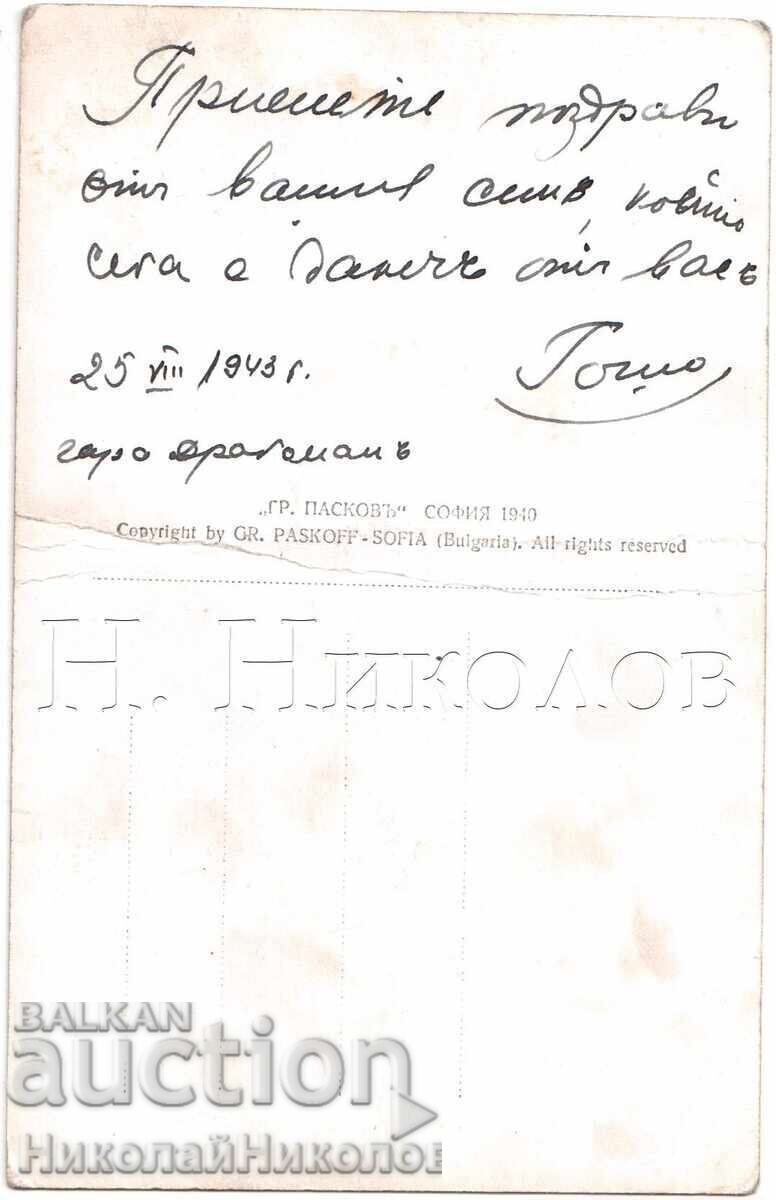 Приемете поздрави
отъ вашия синъ, който
сега е далечъ отъ васъ
25 VIII /1943 г. Гошо
гара Драгоманъ
„ГР. ПАСКОВЪ“ СОФИЯ 1940
Copyright by GR. PASKOFF - SOFIA (Bulgaria). All rights reserved
Н. Николов
BALKAN
auction
НиколайНиколов